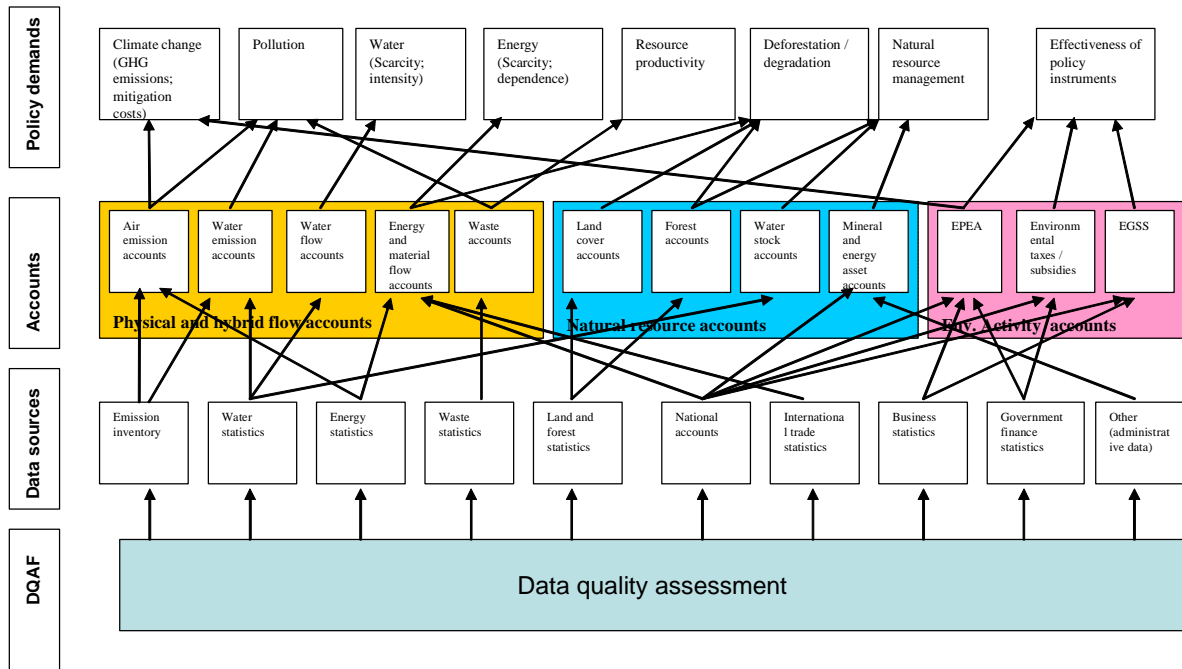 Policy demands
Climate change
(GHG
emissions;
mitigation
costs)
Pollution
Water
(Scarcity;
intensity)
Energy
(Scarcity;
dependence)
Resource
productivity
Deforestation /
degradation
Natural
resource
management
Effectiveness of
policy
instruments
Accounts
Air
emission
accounts
Water
emission
accounts
Water
flow
accounts
Energy
and
material
flow
accounts
Waste
accounts
Physical and hybrid flow accounts
Land
cover
accounts
Forest
accounts
Water
stock
accounts
Mineral
and
energy
asset
accounts
Natural resource accounts
EPEA
Environm
ental
taxes /
subsidies
EGSS
Env. Activity accounts
Data sources
Emission
inventory
Water
statistics
Energy
statistics
Waste
statistics
Land and
forest
statistics
National
accounts
Internationa
l trade
statistics
Business
statistics
Government
finance
statistics
Other
(administrat
ive data)
DQAF
Data quality assessment